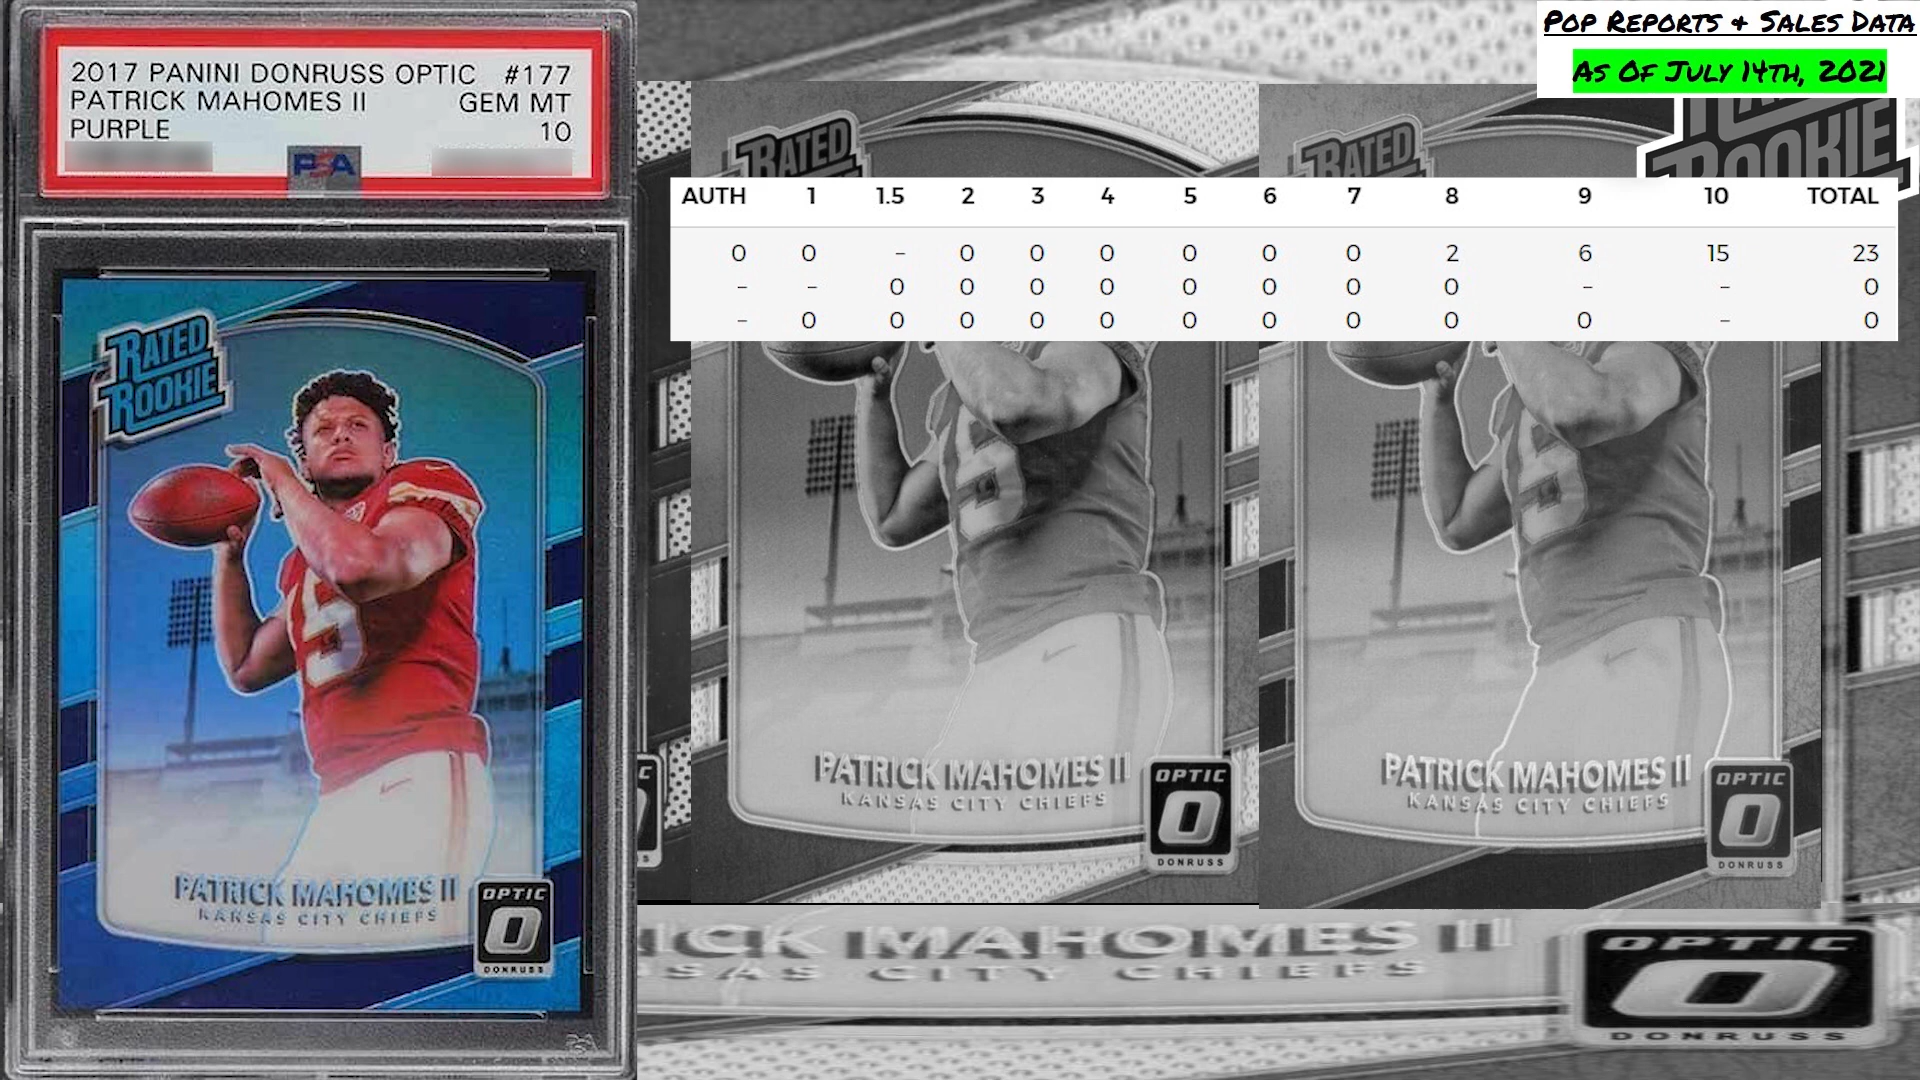 POP REPORTS & SALES DATA
AS OF JULY 14TH, 2021
2017 PANINI DONRUSS OPTIC #177
PATRICK MAHOMES II GEM MT
PURPLE 10
PSA
RATED
ROOKIE
5
PATRICK MAHOMES II
KANSAS CITY CHIEFS
OPTIC
O
DONRUSS
AUTH 1 1.5 2 3 4 5 6 7 8 9 10 TOTAL
0 0 – 0 0 0 0 0 0 2 6 15 23
– – 0 0 0 0 0 0 0 0 – – 0
– 0 0 0 0 0 0 0 0 0 0 – 0
RATED
RATED
ROOKIE
PATRICK MAHOMES II
KANSAS CITY CHIEFS
OPTIC
O
DONRUSS
PATRICK MAHOMES II
KANSAS CITY CHIEFS
OPTIC
O
DONRUSS
ICK MAHOMES II
SAS CITY CHIEFS
OPTIC
O
DONRUSS